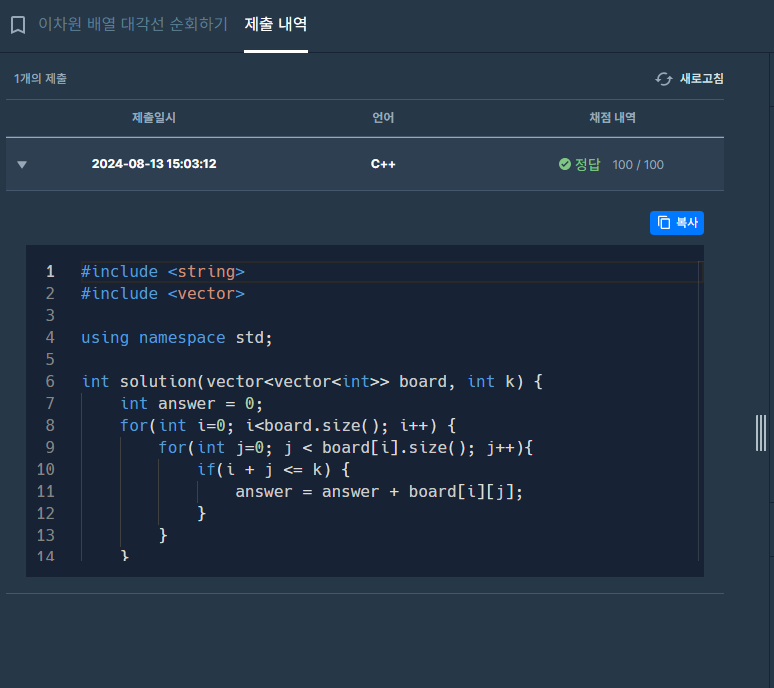 이차원 배열 대각선 순회하기 제출 내역
1개의 제출 새로고침
제출일시 언어 채점 내역
2024-08-13 15:03:12 C++ 정답 100 / 100
복사
1 #include <string>
2 #include <vector>
3
4 using namespace std;
5
6 int solution(vector<vector<int>> board, int k) {
7     int answer = 0;
8     for(int i=0; i<board.size(); i++) {
9         for(int j=0; j < board[i].size(); j++){
10             if(i + j <= k) {
11                 answer = answer + board[i][j];
12             }
13         }
14     }